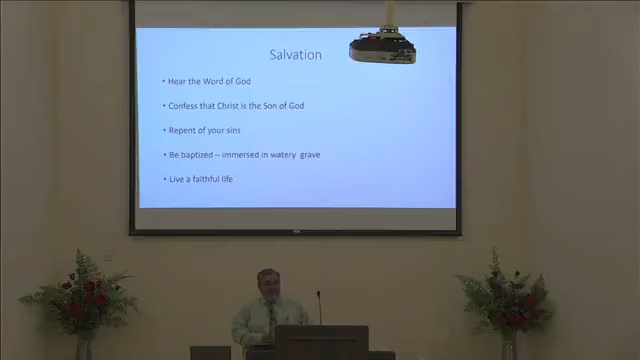 Salvation
• Hear the Word of God
• Confess that Christ is the Son of God
• Repent of your sins
• Be baptized – immersed in watery grave
• Live a faithful life